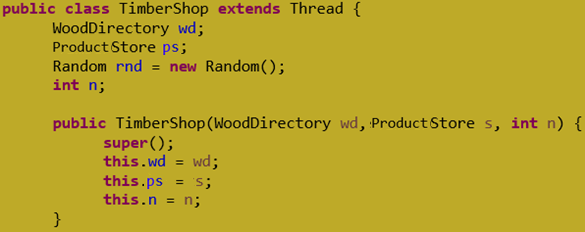 public class TimberShop extends Thread {
WoodDirectory wd;
ProductStore ps;
Random rnd = new Random();
int n;
public TimberShop(WoodDirectory wd, ProductStore s, int n) {
super();
this.wd = wd;
this.ps = s;
this.n = n;
}